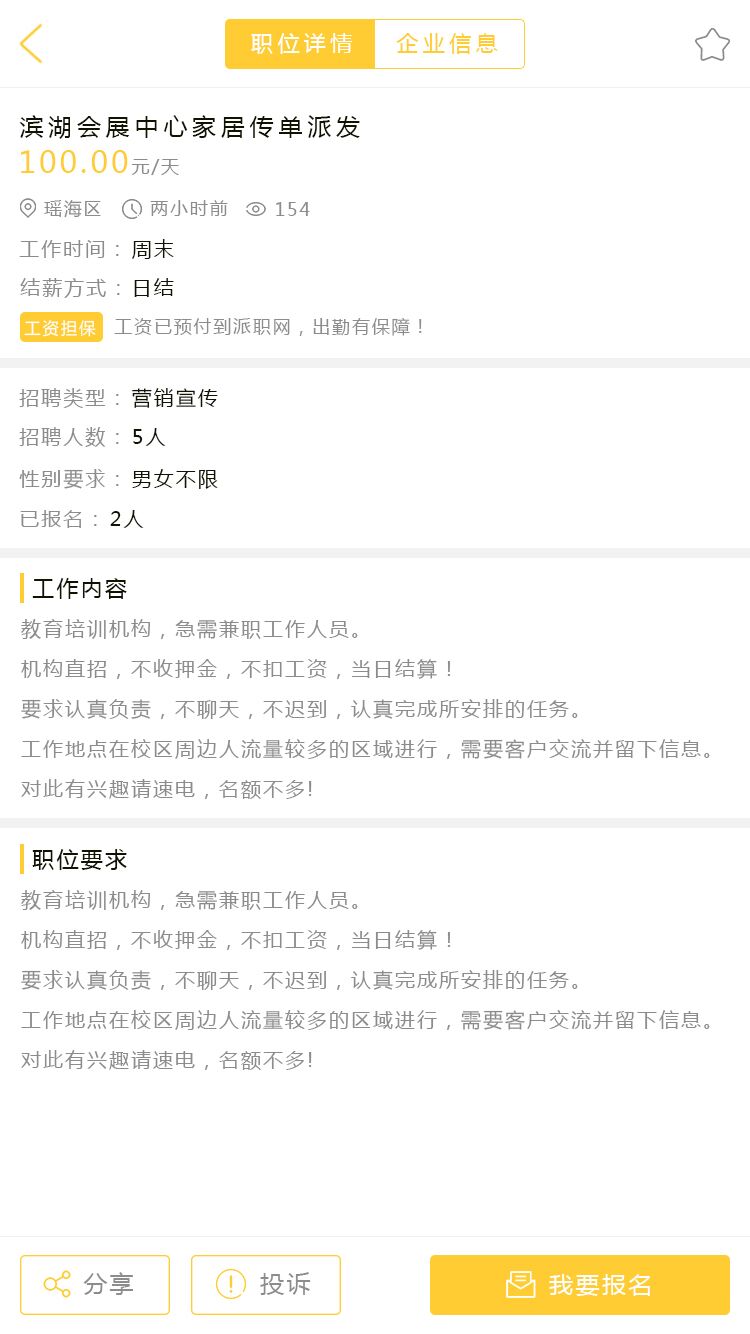 职位详情 企业信息
滨湖会展中心家居传单派发
100.00元/天
瑶海区 两小时前 154
工作时间：周末
结薪方式：日结
工资担保 工资已预付到派职网，出勤有保障！
招聘类型：营销宣传
招聘人数：5人
性别要求：男女不限
已报名：2人
工作内容
教育培训机构，急需兼职工作人员。
机构直招，不收押金，不扣工资，当日结算！
要求认真负责，不聊天，不迟到，认真完成所安排的任务。
工作地点在校区周边人流量较多的区域进行，需要客户交流并留下信息。
对此有兴趣请速电，名额不多!
职位要求
教育培训机构，急需兼职工作人员。
机构直招，不收押金，不扣工资，当日结算！
要求认真负责，不聊天，不迟到，认真完成所安排的任务。
工作地点在校区周边人流量较多的区域进行，需要客户交流并留下信息。
对此有兴趣请速电，名额不多!
分享 投诉 我要报名